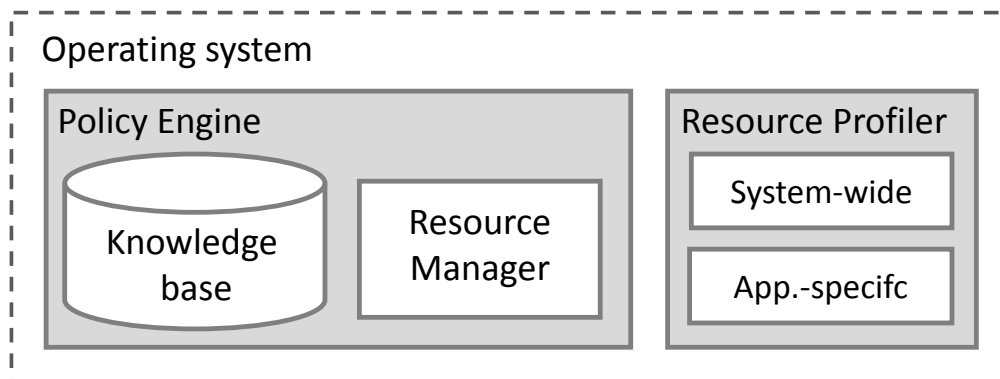 Operating system
Policy Engine
Knowledge
base
Resource
Manager
Resource Profiler
System-wide
App.-specifc